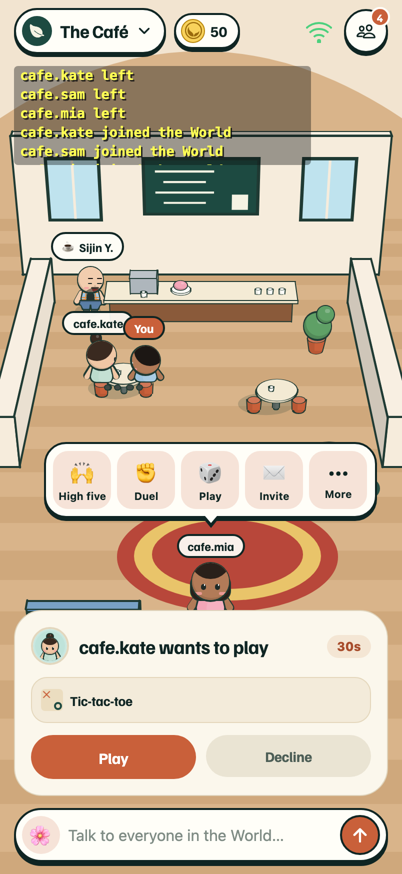 The Café
50
4
cafe.kate left
cafe.sam left
cafe.mia left
cafe.kate joined the World
cafe.sam joined the World
Sijin Y.
cafe.kate
You
High five
Duel
Play
Invite
More
cafe.mia
cafe.kate wants to play
30s
Tic-tac-toe
Play
Decline
Talk to everyone in the World...